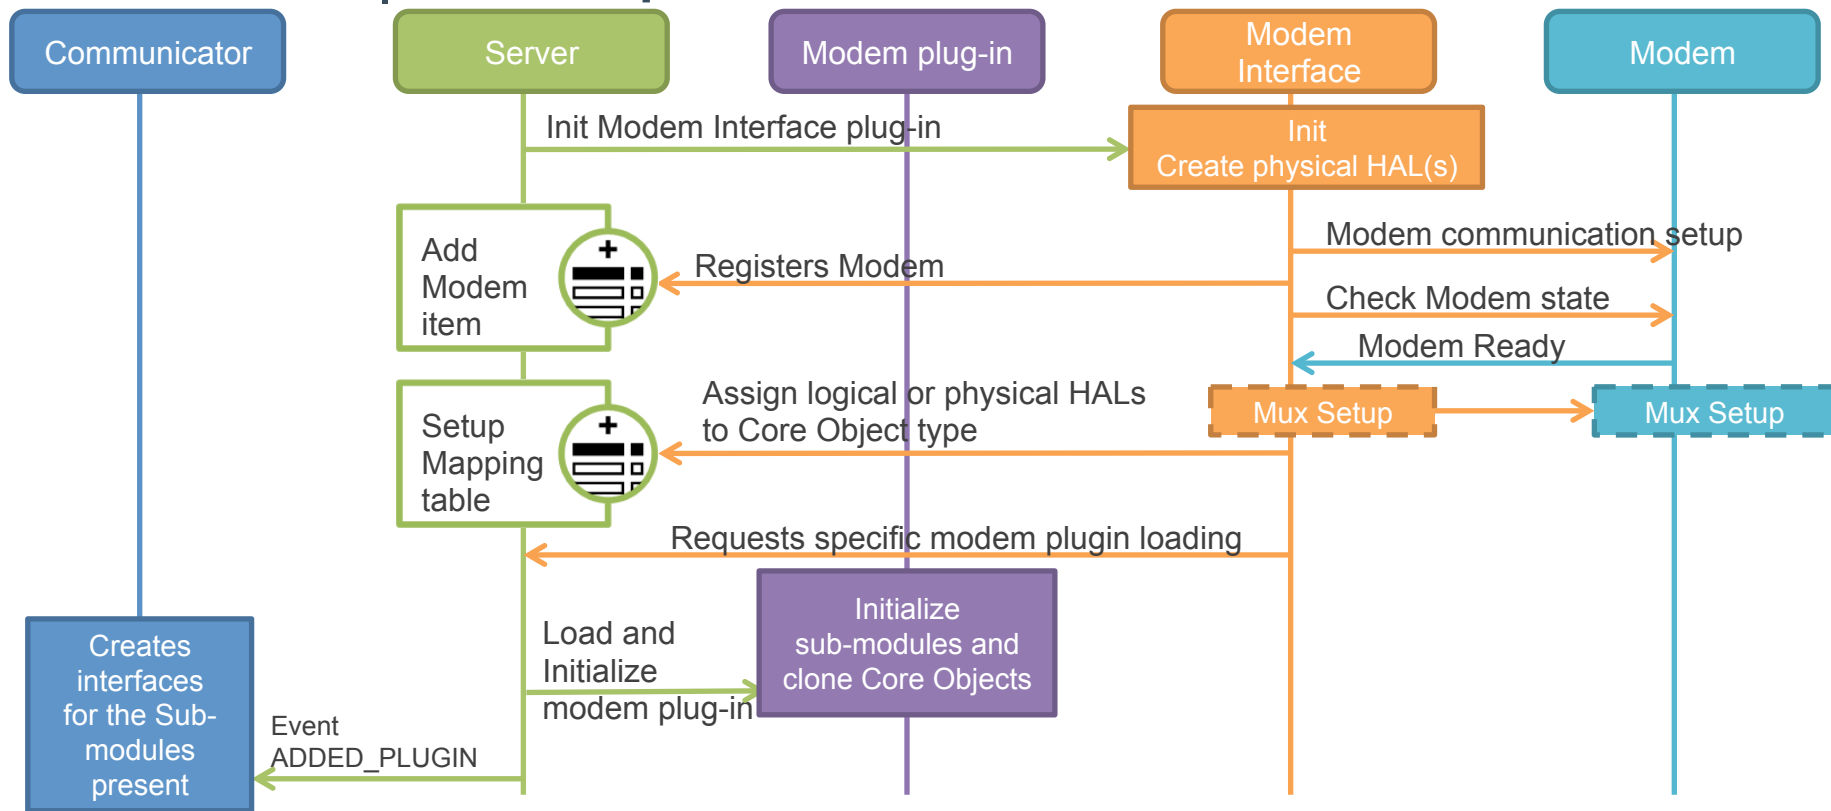 Communicator
Server
Modem plug-in
Modem
Interface
Modem
Init Modem Interface plug-in
Init
Create physical HAL(s)
Modem communication setup
Add
Modem
item
Registers Modem
Check Modem state
Modem Ready
Assign logical or physical HALs
to Core Object type
Mux Setup
Mux Setup
Setup
Mapping
table
Requests specific modem plugin loading
Initialize
sub-modules and
clone Core Objects
Load and
Initialize
modem plug-in
Creates
interfaces
for the Sub-
modules
present
Event
ADDED_PLUGIN